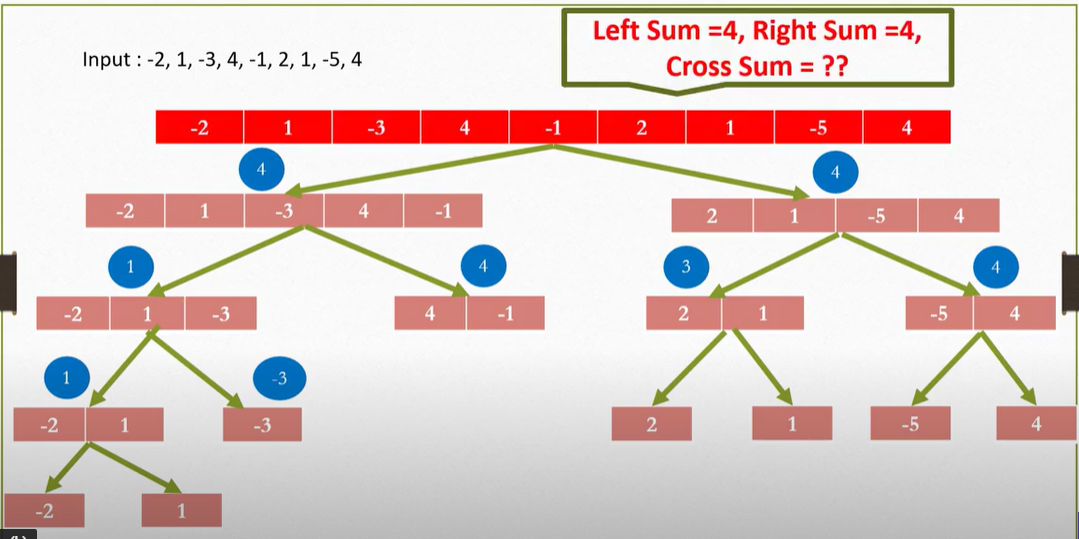 Left Sum =4, Right Sum =4,
Cross Sum = ??
Input : -2, 1, -3, 4, -1, 2, 1, -5, 4
-2 1 -3 4 -1 2 1 -5 4
4 4
-2 1 -3 4 -1 2 1 -5 4
1 4 3 4
-2 1 -3 4 -1 2 1 -5 4
1 -3
-2 1 -3 2 1 -5 4
-2 1